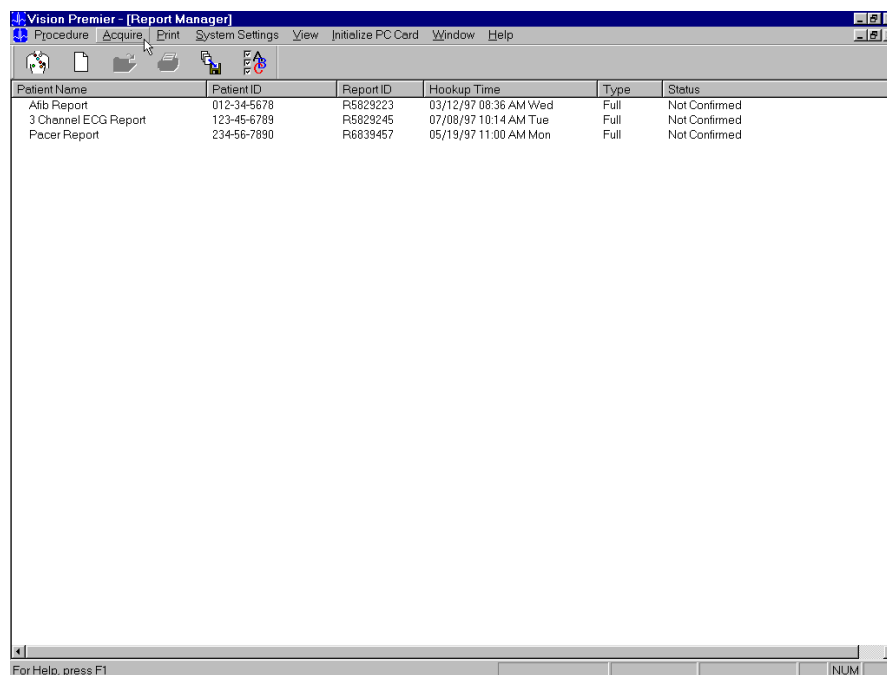 Vision Premier - [Report Manager]
Procedure Acquire Print System Settings View Initialize PC Card Window Help
A B C
Patient Name Patient ID Report ID Hookup Time Type Status
Afib Report 012-34-5678 R5829223 03/12/97 08:36 AM Wed Full Not Confirmed
3 Channel ECG Report 123-45-6789 R5829245 07/08/97 10:14 AM Tue Full Not Confirmed
Pacer Report 234-56-7890 R6839457 05/19/97 11:00 AM Mon Full Not Confirmed
For Help, press F1 NUM